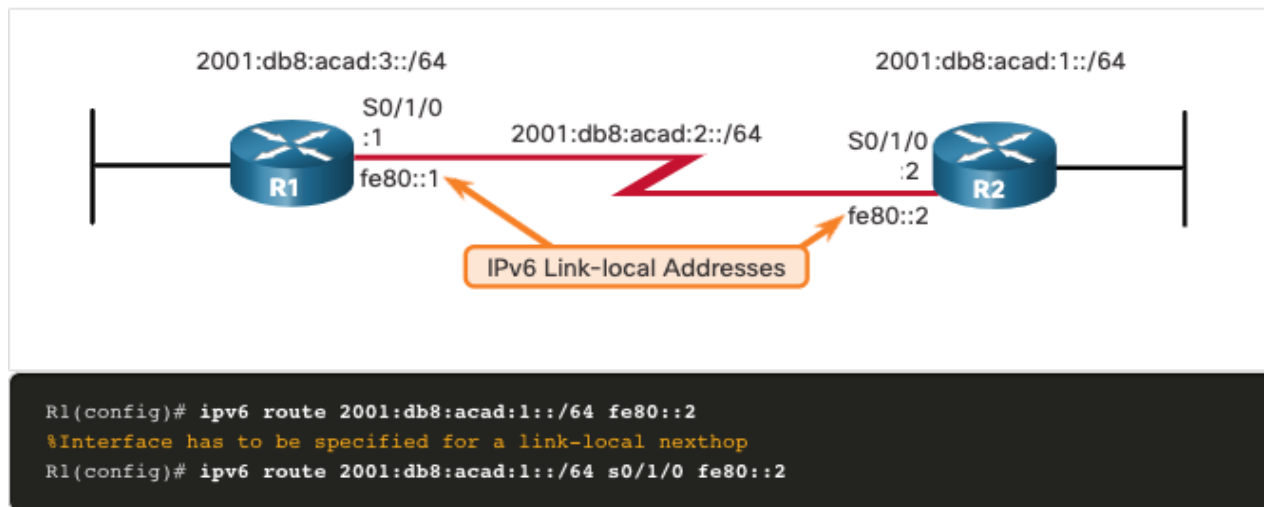 2001:db8:acad:3::/64
2001:db8:acad:1::/64
S0/1/0
:1
2001:db8:acad:2::/64
S0/1/0
:2
R1
fe80::1
R2
fe80::2
IPv6 Link-local Addresses
R1(config)# ipv6 route 2001:db8:acad:1::/64 fe80::2
%Interface has to be specified for a link-local nexthop
R1(config)# ipv6 route 2001:db8:acad:1::/64 s0/1/0 fe80::2